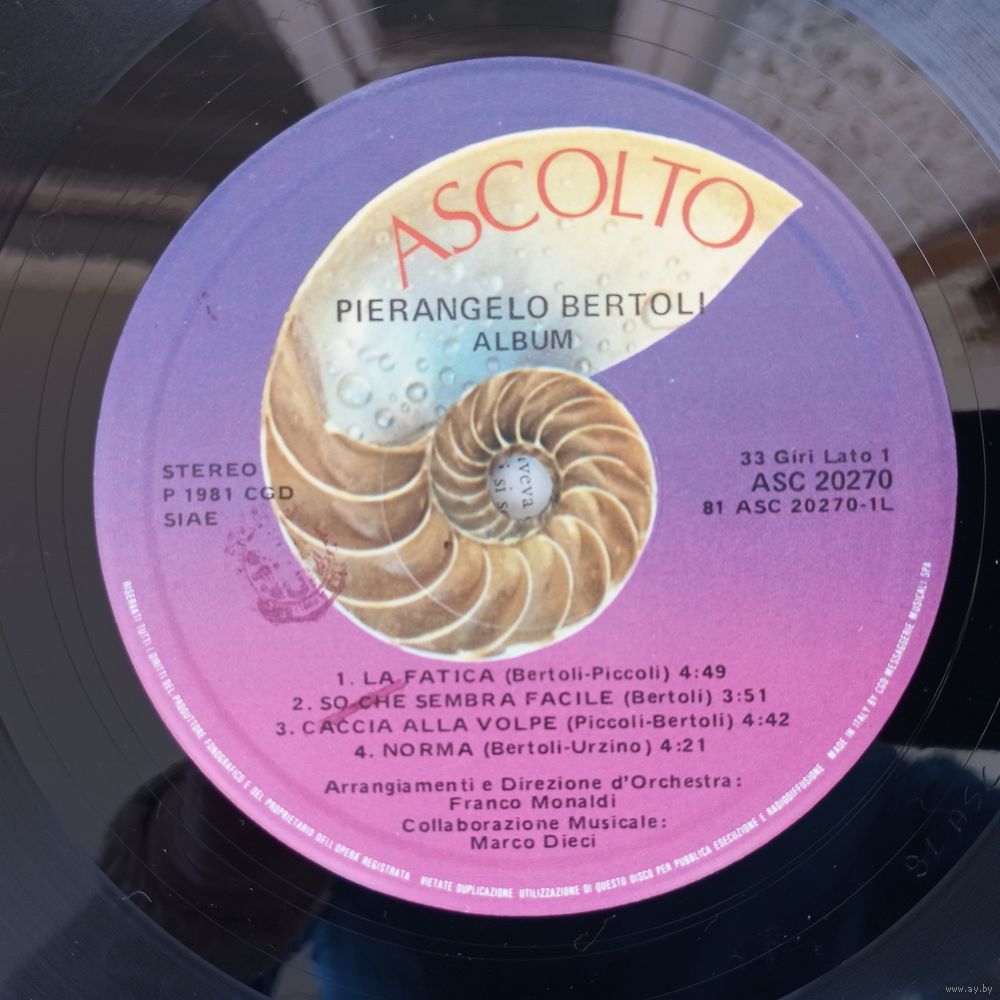 ASCOLTO
PIERANGELO BERTOLI
ALBUM
STEREO
P 1981 CGD
SIAE
33 Giri Lato 1
ASC 20270
81 ASC 20270-1L
1. LA FATICA (Bertoli-Piccoli) 4:49
2. SO CHE SEMBRA FACILE (Bertoli) 3:51
3. CACCIA ALLA VOLPE (Piccoli-Bertoli) 4:42
4. NORMA (Bertoli-Urzino) 4:21
Arrangiamenti e Direzione d'Orchestra:
Franco Monaldi
Collaborazione Musicale:
Marco Dieci
RISERVATI TUTTI I DIRITTI DEL PRODUTTORE FONOGRAFICO E DEL PROPRIETARIO DELL'OPERA REGISTRATA VIETATE DUPLICAZIONE UTILIZZAZIONE DI QUESTO DISCO PER PUBBLICA ESECUZIONE E RADIODIFFUSIONE MADE IN ITALY BY CGD MESSAGGERIE MUSICALI SPA
www.ay.by